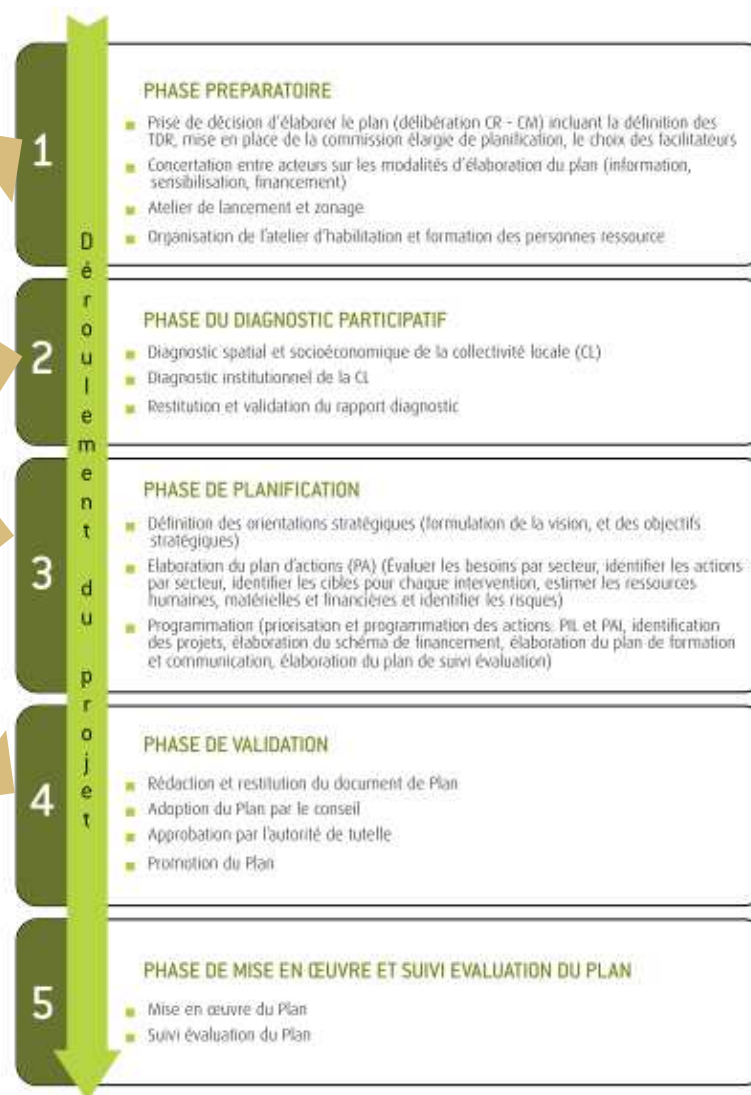 1
PHASE PREPARATOIRE
Prise de décision d'élaborer le plan (délibération CR - CM) incluant la définition des
TDR, mise en place de la commission élargie de planification, le choix des facilitateurs
Concertation entre acteurs sur les modalités d'élaboration du plan (information,
sensibilisation, financement)
Atelier de lancement et zonage
Organisation de l'atelier d'habilitation et formation des personnes ressource
Déroulement du projet
2
PHASE DU DIAGNOSTIC PARTICIPATIF
Diagnostic spatial et socioéconomique de la collectivité locale (CL)
Diagnostic institutionnel de la CL
Restitution et validation du rapport diagnostic
3
PHASE DE PLANIFICATION
Définition des orientations stratégiques (formulation de la vision, et des objectifs
stratégiques)
Elaboration du plan d'actions (PA) (Évaluer les besoins par secteur, identifier les actions
par secteur, identifier les cibles pour chaque intervention, estimer les ressources
humaines, matérielles et financières et identifier les risques)
Programmation (priorisation et programmation des actions, PIL et PAI, identification
des projets, élaboration du schéma de financement, élaboration du plan de formation
et communication, élaboration du plan de suivi évaluation)
4
PHASE DE VALIDATION
Rédaction et restitution du document de Plan
Adoption du Plan par le conseil
Approbation par l'autorité de tutelle
Promotion du Plan
5
PHASE DE MISE EN ŒUVRE ET SUIVI EVALUATION DU PLAN
Mise en œuvre du Plan
Suivi évaluation du Plan